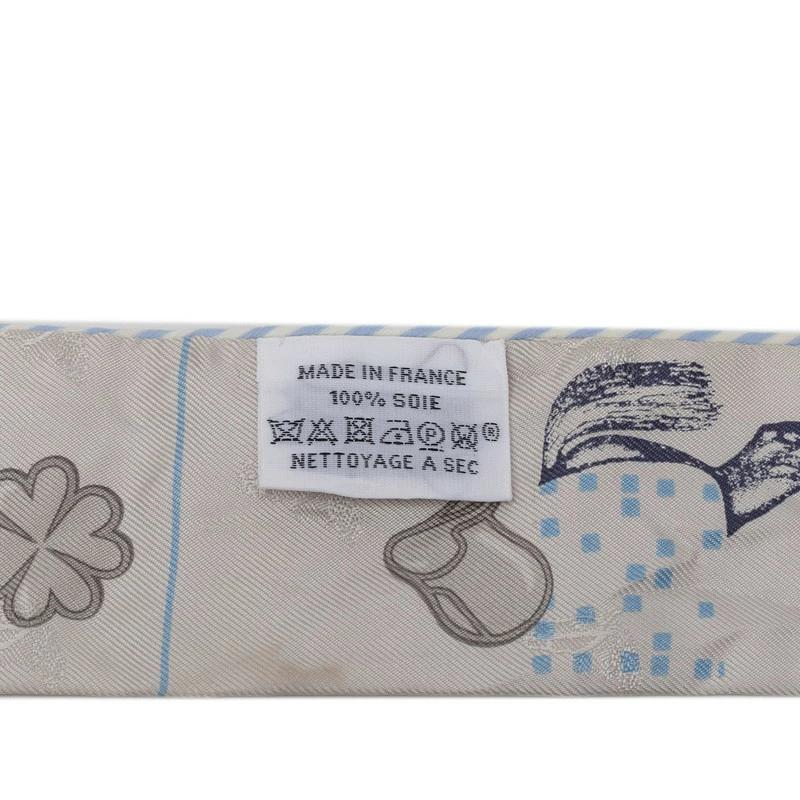 MADE IN FRANCE
100% SOIE
P ®
NETTOYAGE A SEC